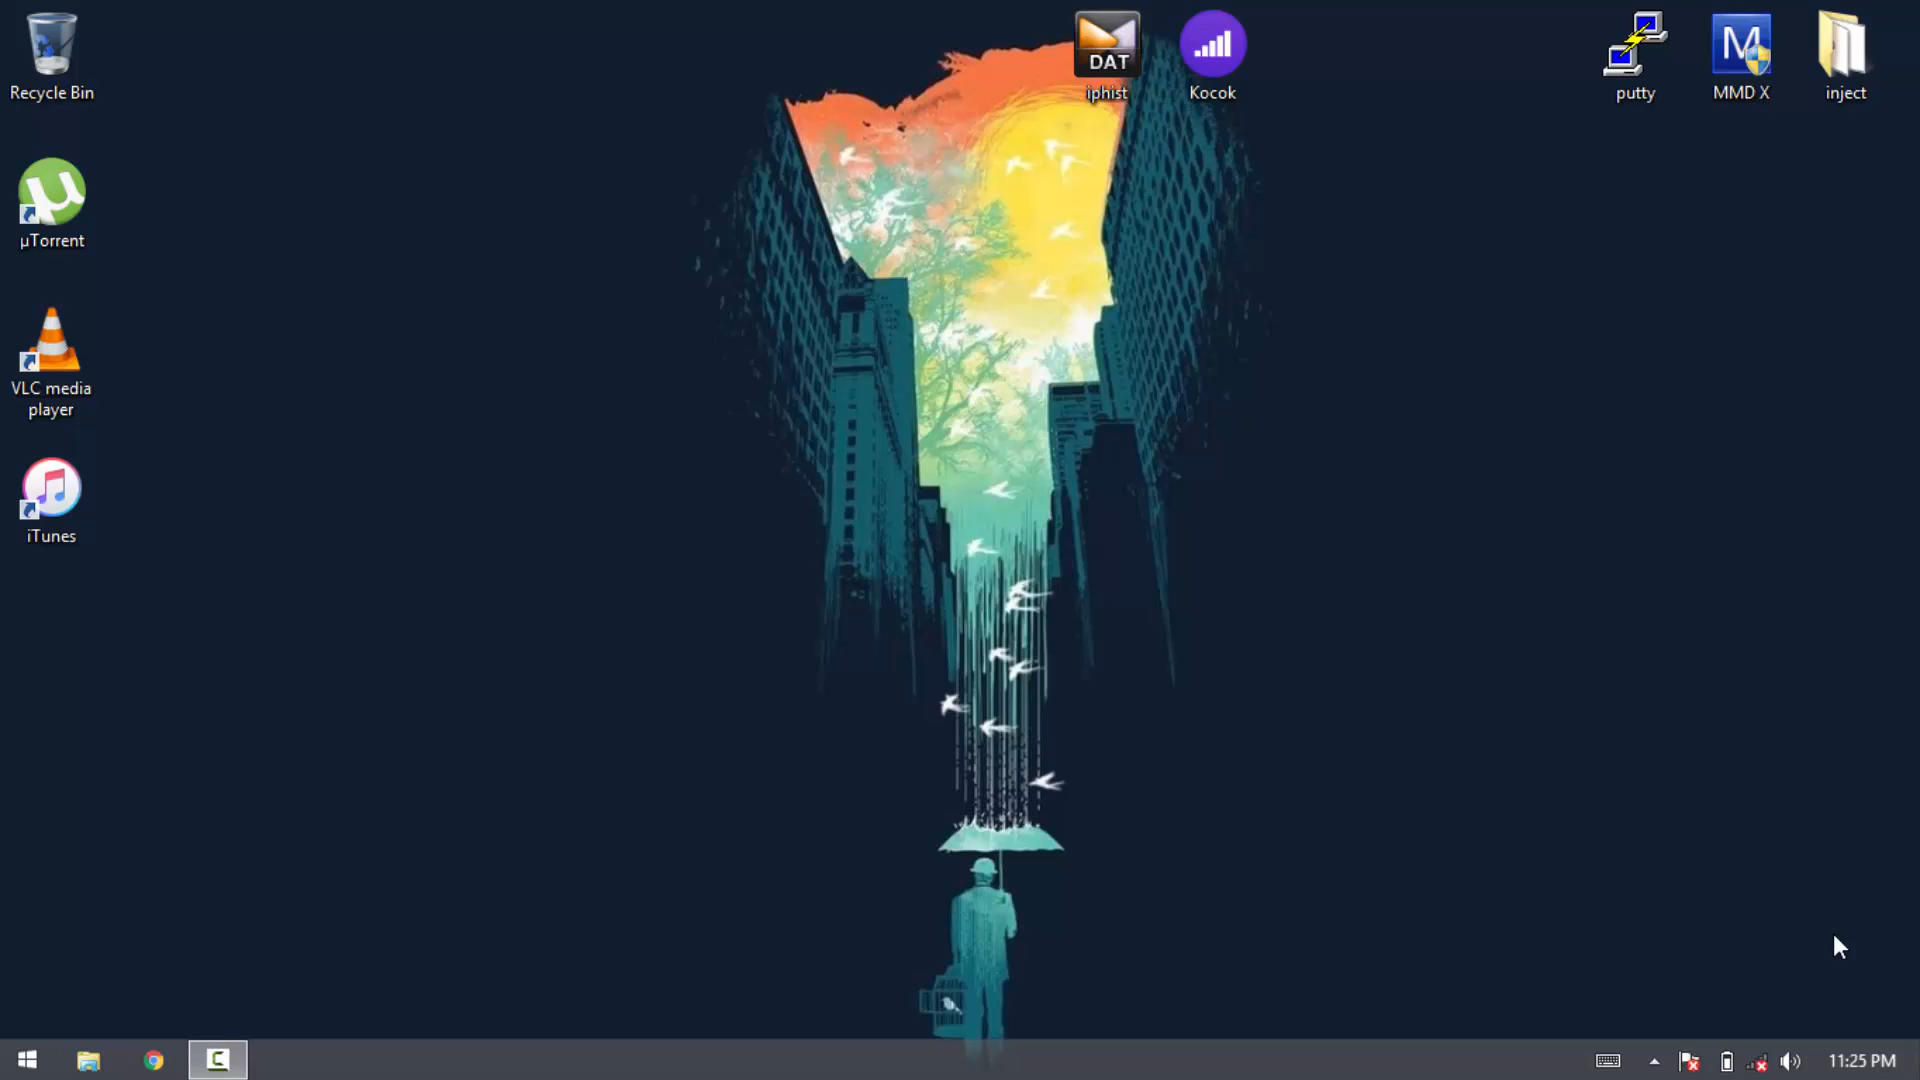 Recycle Bin
µTorrent
VLC media
player
iTunes
DAT
iphist
Kocok
putty
M
MMD X
inject
C
11:25 PM